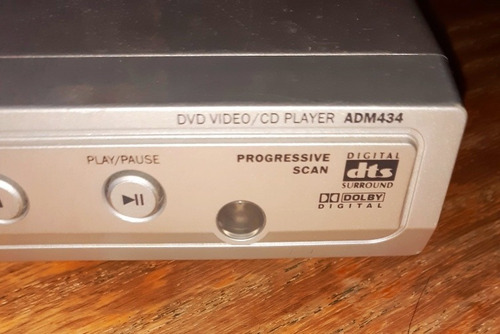 DVD VIDEO/CD PLAYER ADM434
PLAY/PAUSE
PROGRESSIVE
SCAN
DIGITAL
dts
SURROUND
DOLBY
DIGITAL